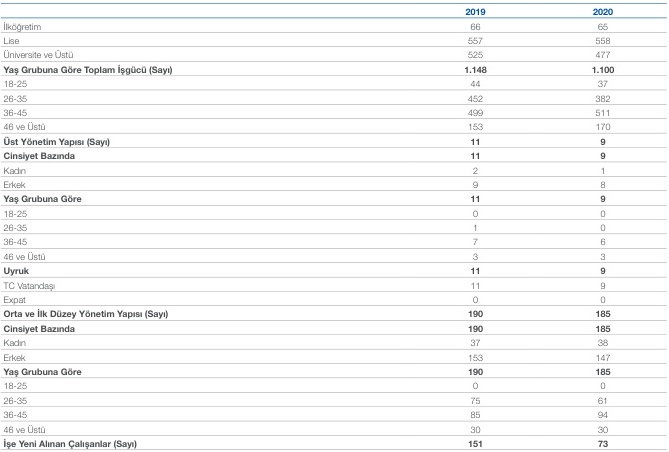 2019 2020
İlköğretim 66 65
Lise 557 558
Üniversite ve Üstü 525 477
Yaş Grubuna Göre Toplam İşgücü (Sayı) 1.148 1.100
18-25 44 37
26-35 452 382
36-45 499 511
46 ve Üstü 153 170
Üst Yönetim Yapısı (Sayı) 11 9
Cinsiyet Bazında 11 9
Kadın 2 1
Erkek 9 8
Yaş Grubuna Göre 11 9
18-25 0 0
26-35 1 0
36-45 7 6
46 ve Üstü 3 3
Uyruk 11 9
TC Vatandaşı 11 9
Expat 0 0
Orta ve İlk Düzey Yönetim Yapısı (Sayı) 190 185
Cinsiyet Bazında 190 185
Kadın 37 38
Erkek 153 147
Yaş Grubuna Göre 190 185
18-25 0 0
26-35 75 61
36-45 85 94
46 ve Üstü 30 30
İşe Yeni Alınan Çalışanlar (Sayı) 151 73